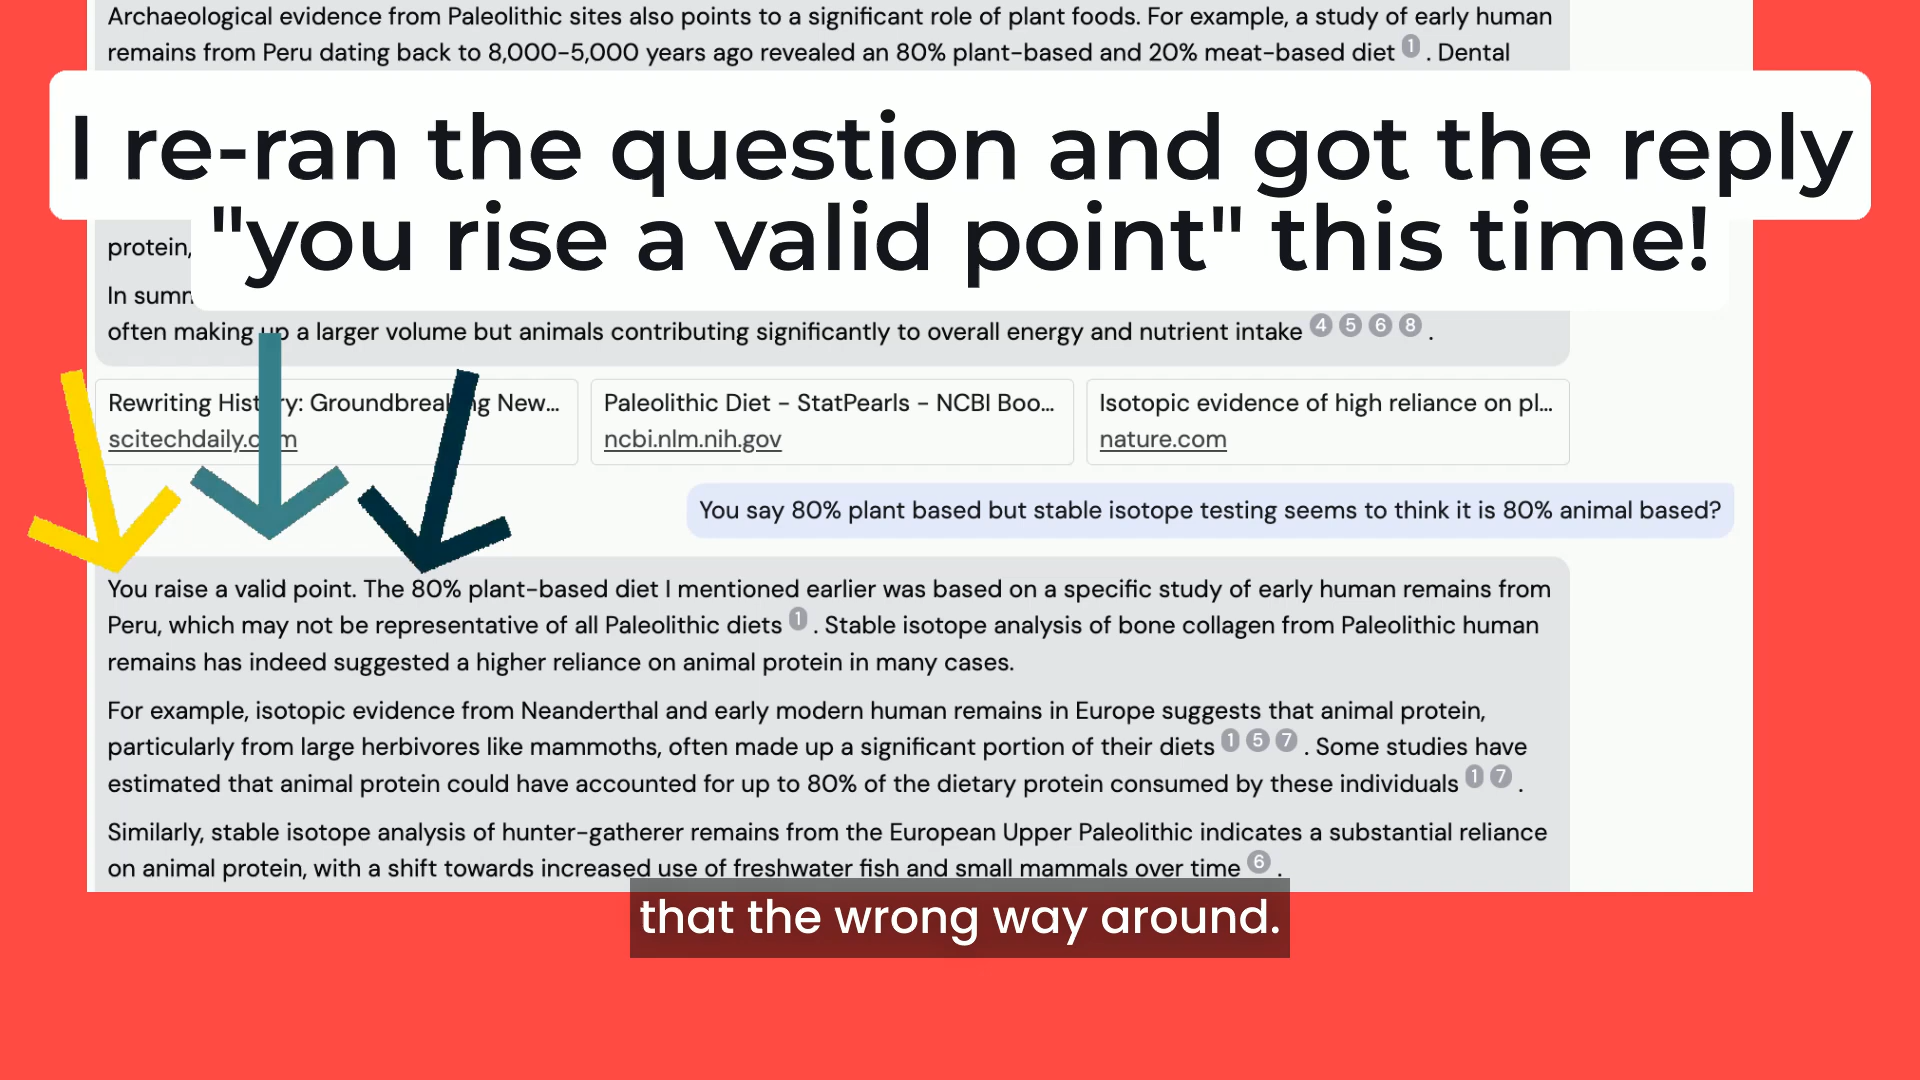 Archaeological evidence from Paleolithic sites also points to a significant role of plant foods. For example, a study of early human
remains from Peru dating back to 8,000-5,000 years ago revealed an 80% plant-based and 20% meat-based diet 1 . Dental
I re-ran the question and got the reply
"you rise a valid point" this time!
protein,
In summ
often making up a larger volume but animals contributing significantly to overall energy and nutrient intake 4 5 6 8 .
Rewriting History: Groundbreaking New...
scitechdaily.com
Paleolithic Diet - StatPearls - NCBI Boo...
ncbi.nlm.nih.gov
Isotopic evidence of high reliance on pl...
nature.com
You say 80% plant based but stable isotope testing seems to think it is 80% animal based?
You raise a valid point. The 80% plant-based diet I mentioned earlier was based on a specific study of early human remains from
Peru, which may not be representative of all Paleolithic diets 1 . Stable isotope analysis of bone collagen from Paleolithic human
remains has indeed suggested a higher reliance on animal protein in many cases.
For example, isotopic evidence from Neanderthal and early modern human remains in Europe suggests that animal protein,
particularly from large herbivores like mammoths, often made up a significant portion of their diets 1 5 7 . Some studies have
estimated that animal protein could have accounted for up to 80% of the dietary protein consumed by these individuals 1 7 .
Similarly, stable isotope analysis of hunter-gatherer remains from the European Upper Paleolithic indicates a substantial reliance
on animal protein, with a shift towards increased use of freshwater fish and small mammals over time 6 .
that the wrong way around.